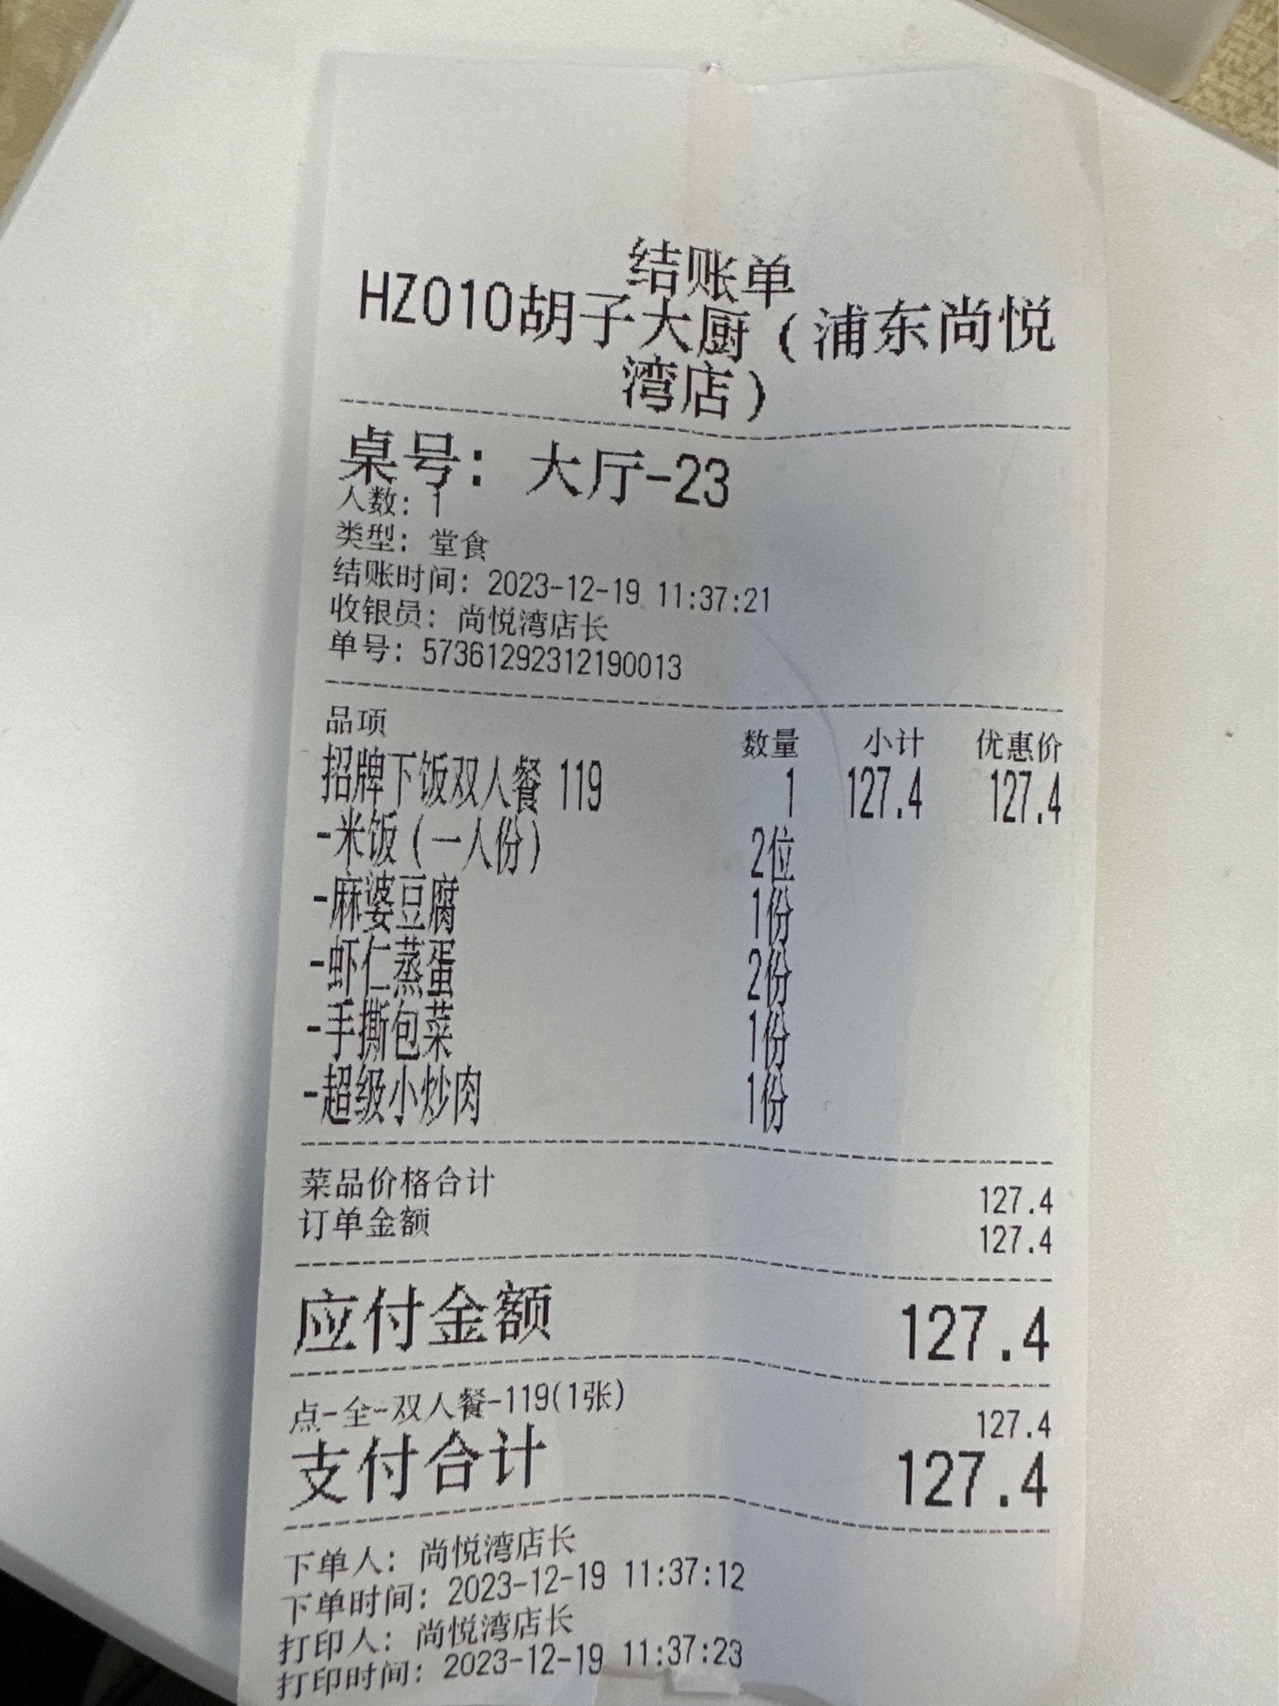 结账单
HZ010胡子大厨(浦东尚悦
湾店)
桌号: 大厅-23
人数: 1
类型: 堂食
结账时间: 2023-12-19 11:37:21
收银员: 尚悦湾店长
单号: 57361292312190013
品项 数量 小计 优惠价
招牌下饭双人餐 119 1 127.4 127.4
-米饭(一人份) 2位
-麻婆豆腐 1份
-虾仁蒸蛋 2份
-手撕包菜 1份
-超级小炒肉 1份
菜品价格合计 127.4
订单金额 127.4
应付金额 127.4
点-全-双人餐-119(1张) 127.4
支付合计 127.4
下单人: 尚悦湾店长
下单时间: 2023-12-19 11:37:12
打印人: 尚悦湾店长
打印时间: 2023-12-19 11:37:23